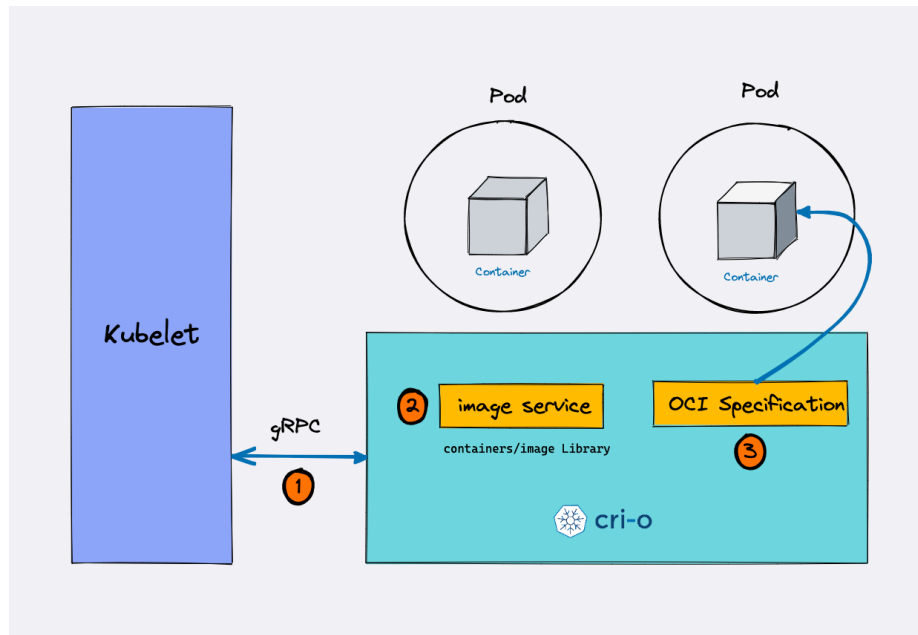 Pod
Pod
Container
Container
Kubelet
gRPC
1
2
image service
containers/image Library
OCI Specification
3
cri-o